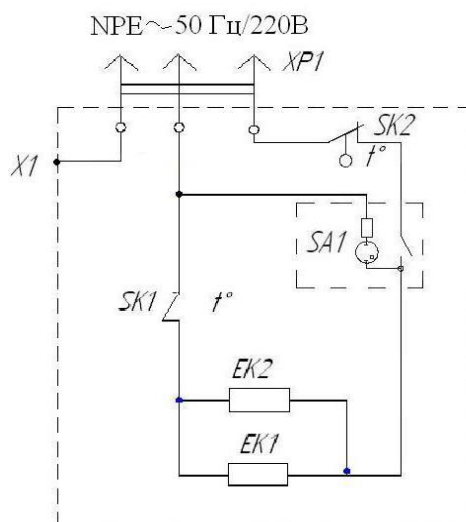 NPE~50 Гц/220В
XP1
SK2
t°
X1
SA1
SK1 t°
EK2
EK1